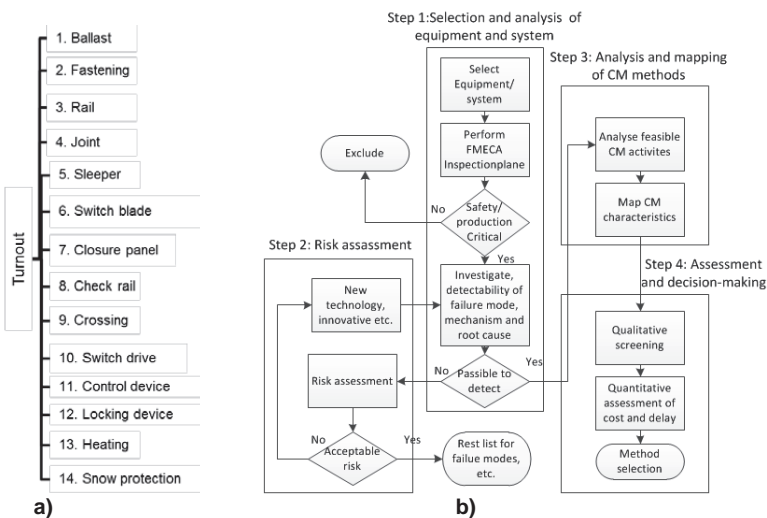 Turnout
1. Ballast
2. Fastening
3. Rail
4. Joint
5. Sleeper
6. Switch blade
7. Closure panel
8. Check rail
9. Crossing
10. Switch drive
11. Control device
12. Locking device
13. Heating
14. Snow protection
a)
Step 1:Selection and analysis of
equipment and system
Select
Equipment/
system
Perform
FMECA
Inspectionplane
Exclude
No
Safety/
production
Critical
Yes
Investigate,
detectability of
failure mode,
mechanism and
root cause
No
Passible to
detect
Yes
Step 2: Risk assassment
New
technology,
innovative etc.
Risk assessment
No
Acceptable
risk
Yes
Rest list for
failue modes,
etc.
Step 3: Analysis and mapping
of CM methods
Analyse feasible
CM activites
Map CM
characteristics
Step 4: Assessment
and decision-making
Qualitative
screening
Quantitative
assessment of
cost and delay
Method
selection
b)